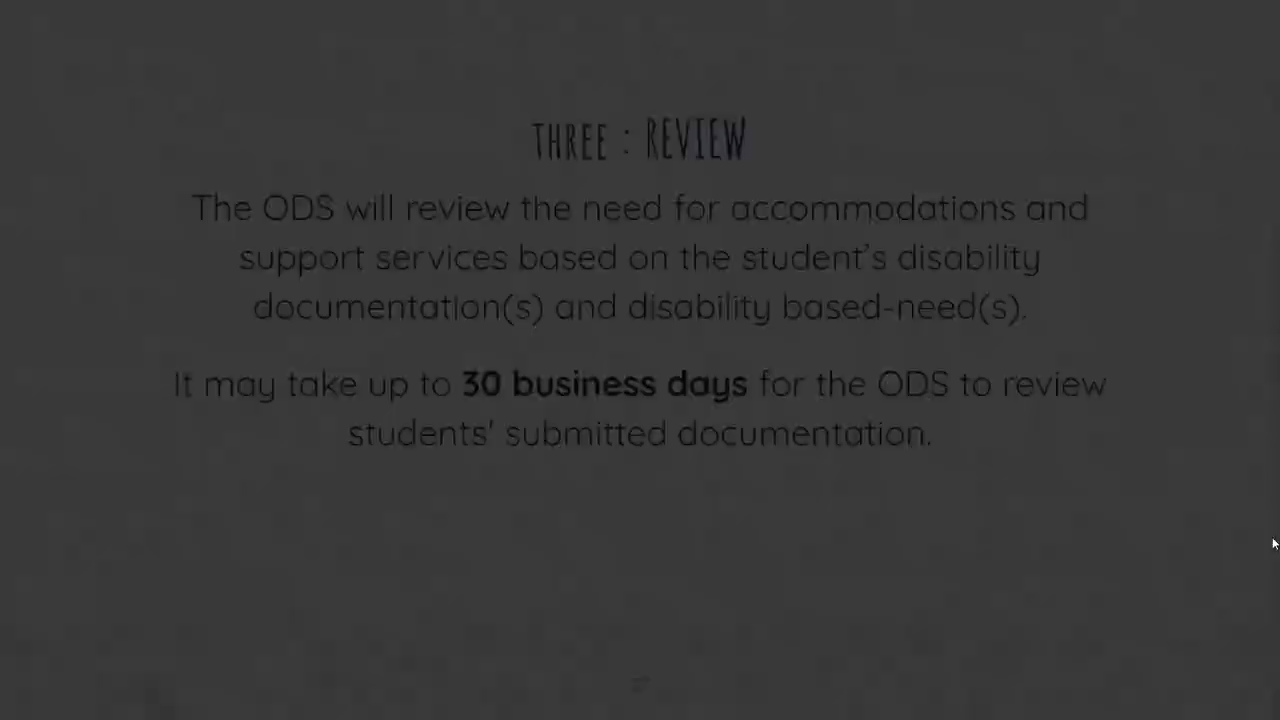 THREE : REVIEW
The ODS will review the need for accommodations and
support services based on the student's disability
documentation(s) and disability based-need(s).
It may take up to 30 business days for the ODS to review
students' submitted documentation.